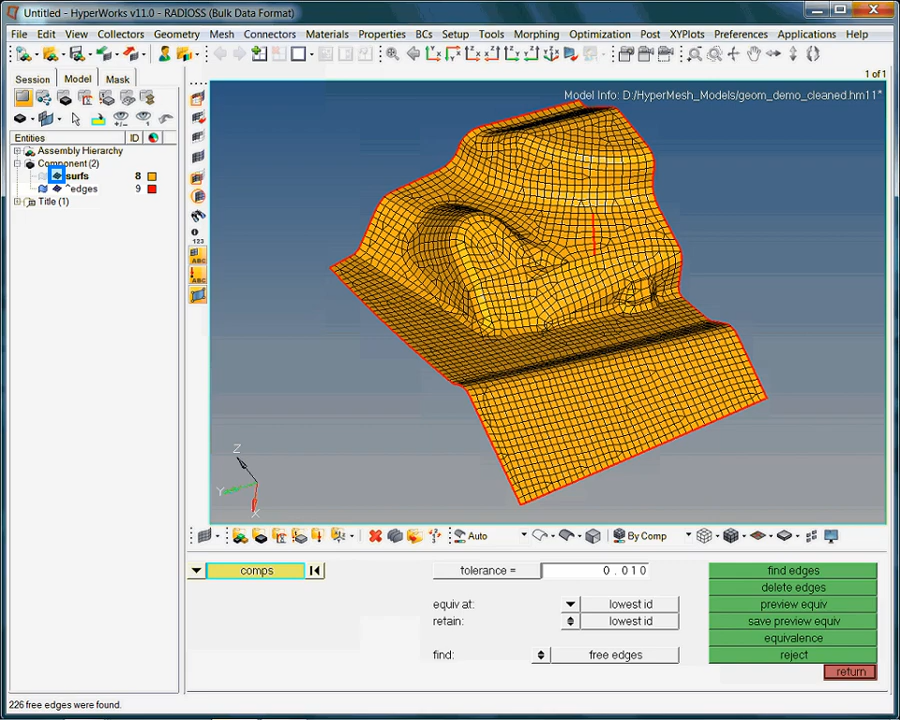 Untitled - HyperWorks v11.0 - RADIOSS (Bulk Data Format)
File Edit View Collectors Geometry Mesh Connectors Materials Properties BCs Setup Tools Morphing Optimization Post XYPlots Preferences Applications Help
1 of 1
Session Model Mask
Model Info: D:/HyperMesh_Models/geom_demo_cleaned.hm11*
Entities ID
Assembly Hierarchy
Component (2)
surfs 8
^edges 9
Title (1)
123
ABC
ABC
Z
Y
X
Auto By Comp
comps tolerance = 0.010 find edges
delete edges
equiv at: lowest id preview equiv
retain: lowest id save preview equiv
equivalence
find: free edges reject
return
226 free edges were found.